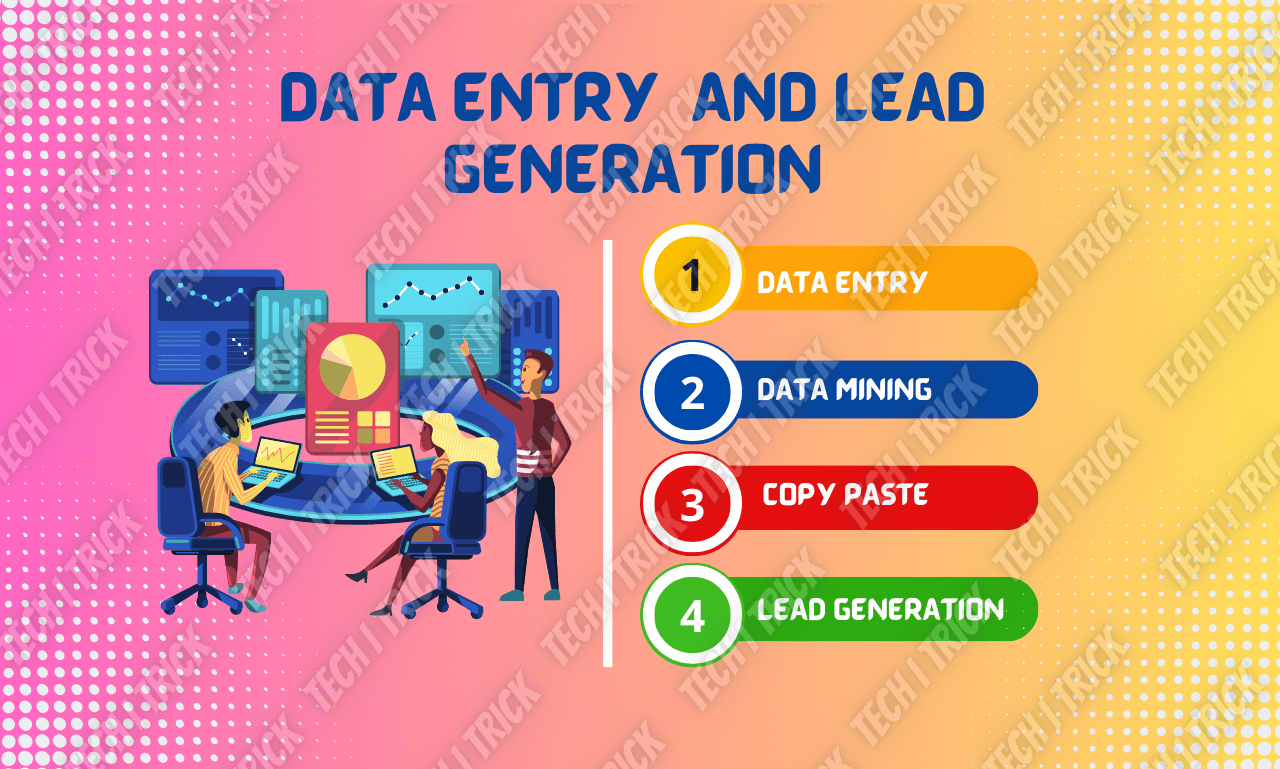 DATA ENTRY AND LEAD
GENERATION
1
DATA ENTRY
2
DATA MINING
3
COPY PASTE
4
LEAD GENERATION
TECH I TRICK